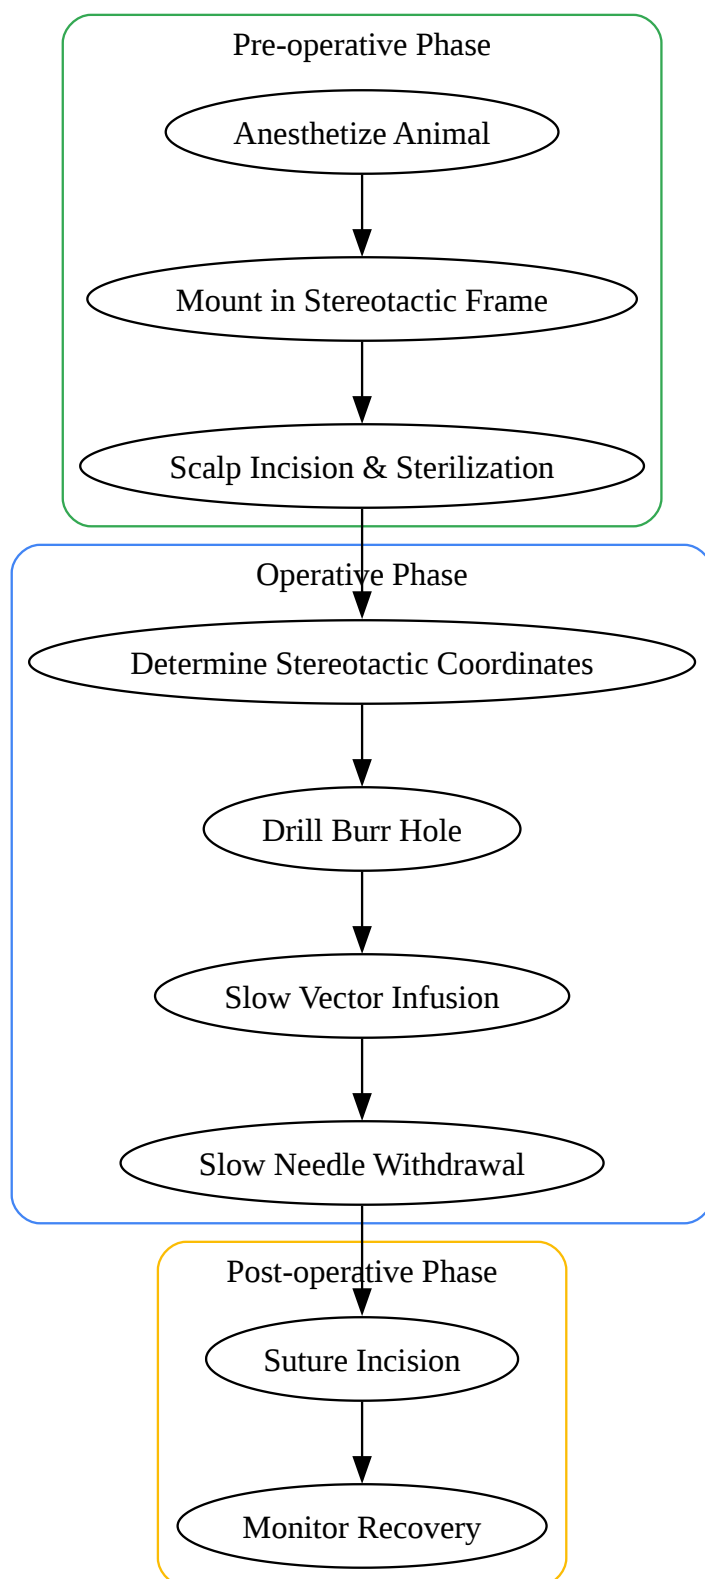 Pre-operative Phase
Anesthetize Animal
Mount in Stereotactic Frame
Scalp Incision & Sterilization
Operative Phase
Determine Stereotactic Coordinates
Drill Burr Hole
Slow Vector Infusion
Slow Needle Withdrawal
Post-operative Phase
Suture Incision
Monitor Recovery